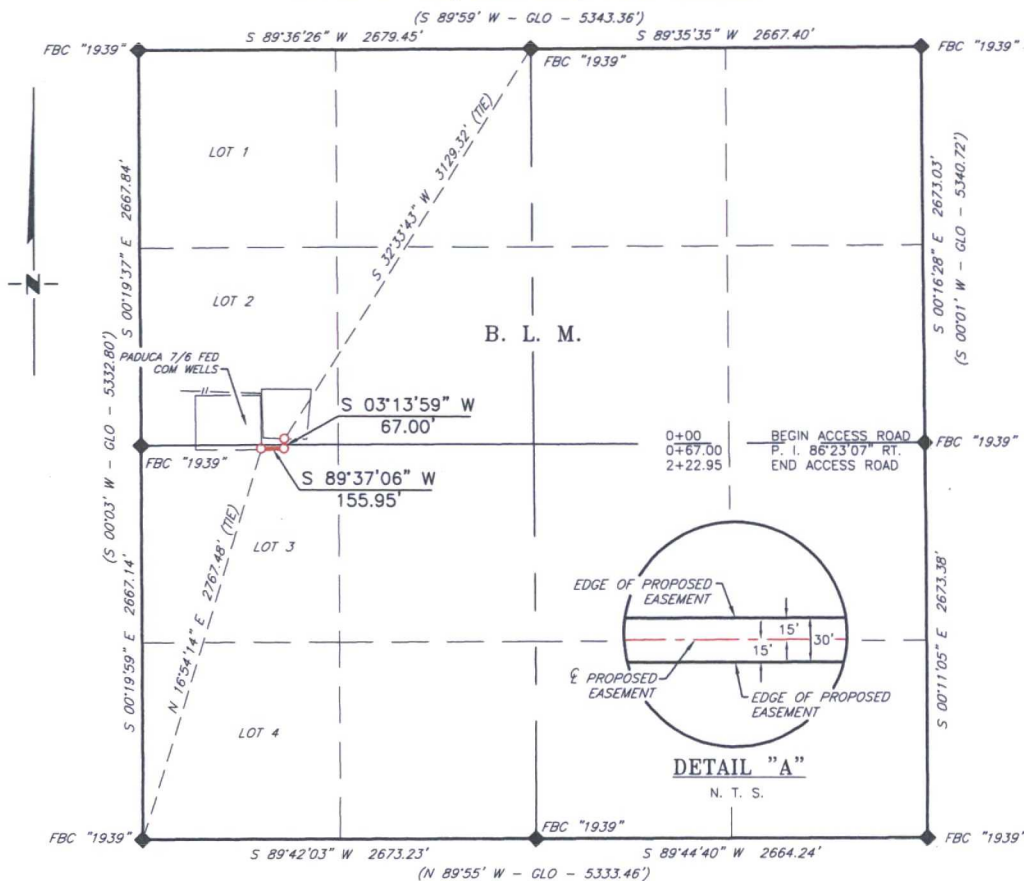 (S 89°59' W - GLO - 5343.36')
S 89°36'26" W 2679.45'
S 89°35'35" W 2667.40'
FBC "1939"
FBC "1939"
FBC "1939"
LOT 1
S 00°19'37" E 2667.84'
S 32°33'43" W 3129.32' (TIE)
S 00°16'28" E 2673.03'
(S 00°01' W - GLO - 5340.72')
N
LOT 2
B. L. M.
PADUCA 7/6 FED
COM WELLS
(S 00°03' W - GLO - 5332.80')
S 03°13'59" W
67.00'
0+00 BEGIN ACCESS ROAD
0+67.00 P. I. 86°23'07" RT.
2+22.95 END ACCESS ROAD
FBC "1939"
FBC "1939"
S 89°37'06" W
155.95'
LOT 3
N 16°54'14" E 2767.48' (TIE)
S 00°19'59" E 2667.14'
S 00°11'05" E 2673.38'
EDGE OF PROPOSED
EASEMENT
15'
30'
15'
℄ PROPOSED
EASEMENT
EDGE OF PROPOSED
EASEMENT
LOT 4
DETAIL "A"
N. T. S.
FBC "1939"
FBC "1939"
FBC "1939"
S 89°42'03" W 2673.23'
S 89°44'40" W 2664.24'
(N 89°55' W - GLO - 5333.46')